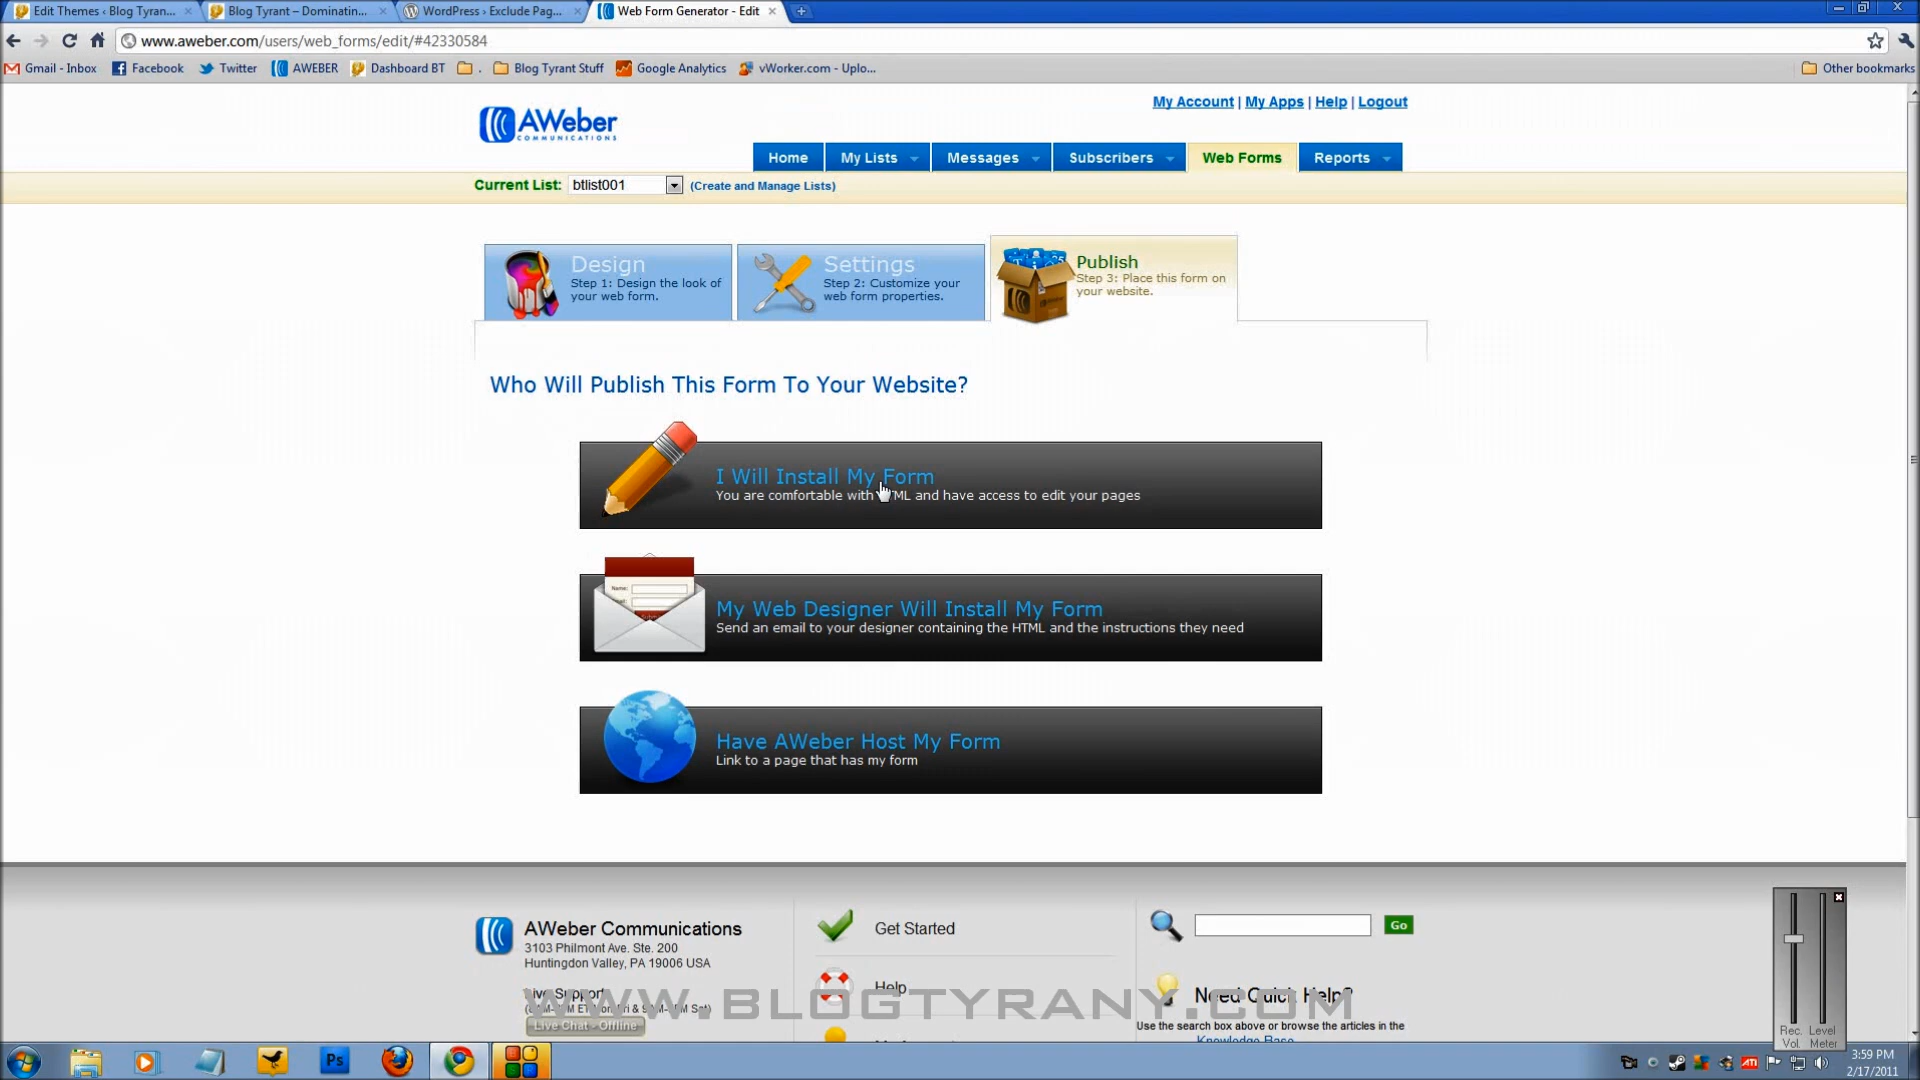 Edit Themes ‹ Blog Tyran...
Blog Tyrant – Dominatin...
WordPress › Exclude Pag...
Web Form Generator - Edit
www.aweber.com/users/web_forms/edit/#42330584
Gmail - Inbox
Facebook
Twitter
AWEBER
Dashboard BT
.
Blog Tyrant Stuff
Google Analytics
vWorker.com - Uplo...
Other bookmarks
AWeber
COMMUNICATIONS
My Account | My Apps | Help | Logout
Home
My Lists
Messages
Subscribers
Web Forms
Reports
Current List: btlist001 (Create and Manage Lists)
Design
Step 1: Design the look of
your web form.
Settings
Step 2: Customize your
web form properties.
Publish
Step 3: Place this form on
your website.
Who Will Publish This Form To Your Website?
I Will Install My Form
You are comfortable with HTML and have access to edit your pages
My Web Designer Will Install My Form
Send an email to your designer containing the HTML and the instructions they need
Have AWeber Host My Form
Link to a page that has my form
AWeber Communications
3103 Philmont Ave. Ste. 200
Huntingdon Valley, PA 19006 USA
Live Support
Live Chat - Offline
Get Started
Help
Go
Need Quick Help?
Use the search box above or browse the articles in the
Knowledge Base
WWW.BLOGTYRANY.COM
Rec. Level
Vol. Meter
Ps
3:59 PM
2/17/2011